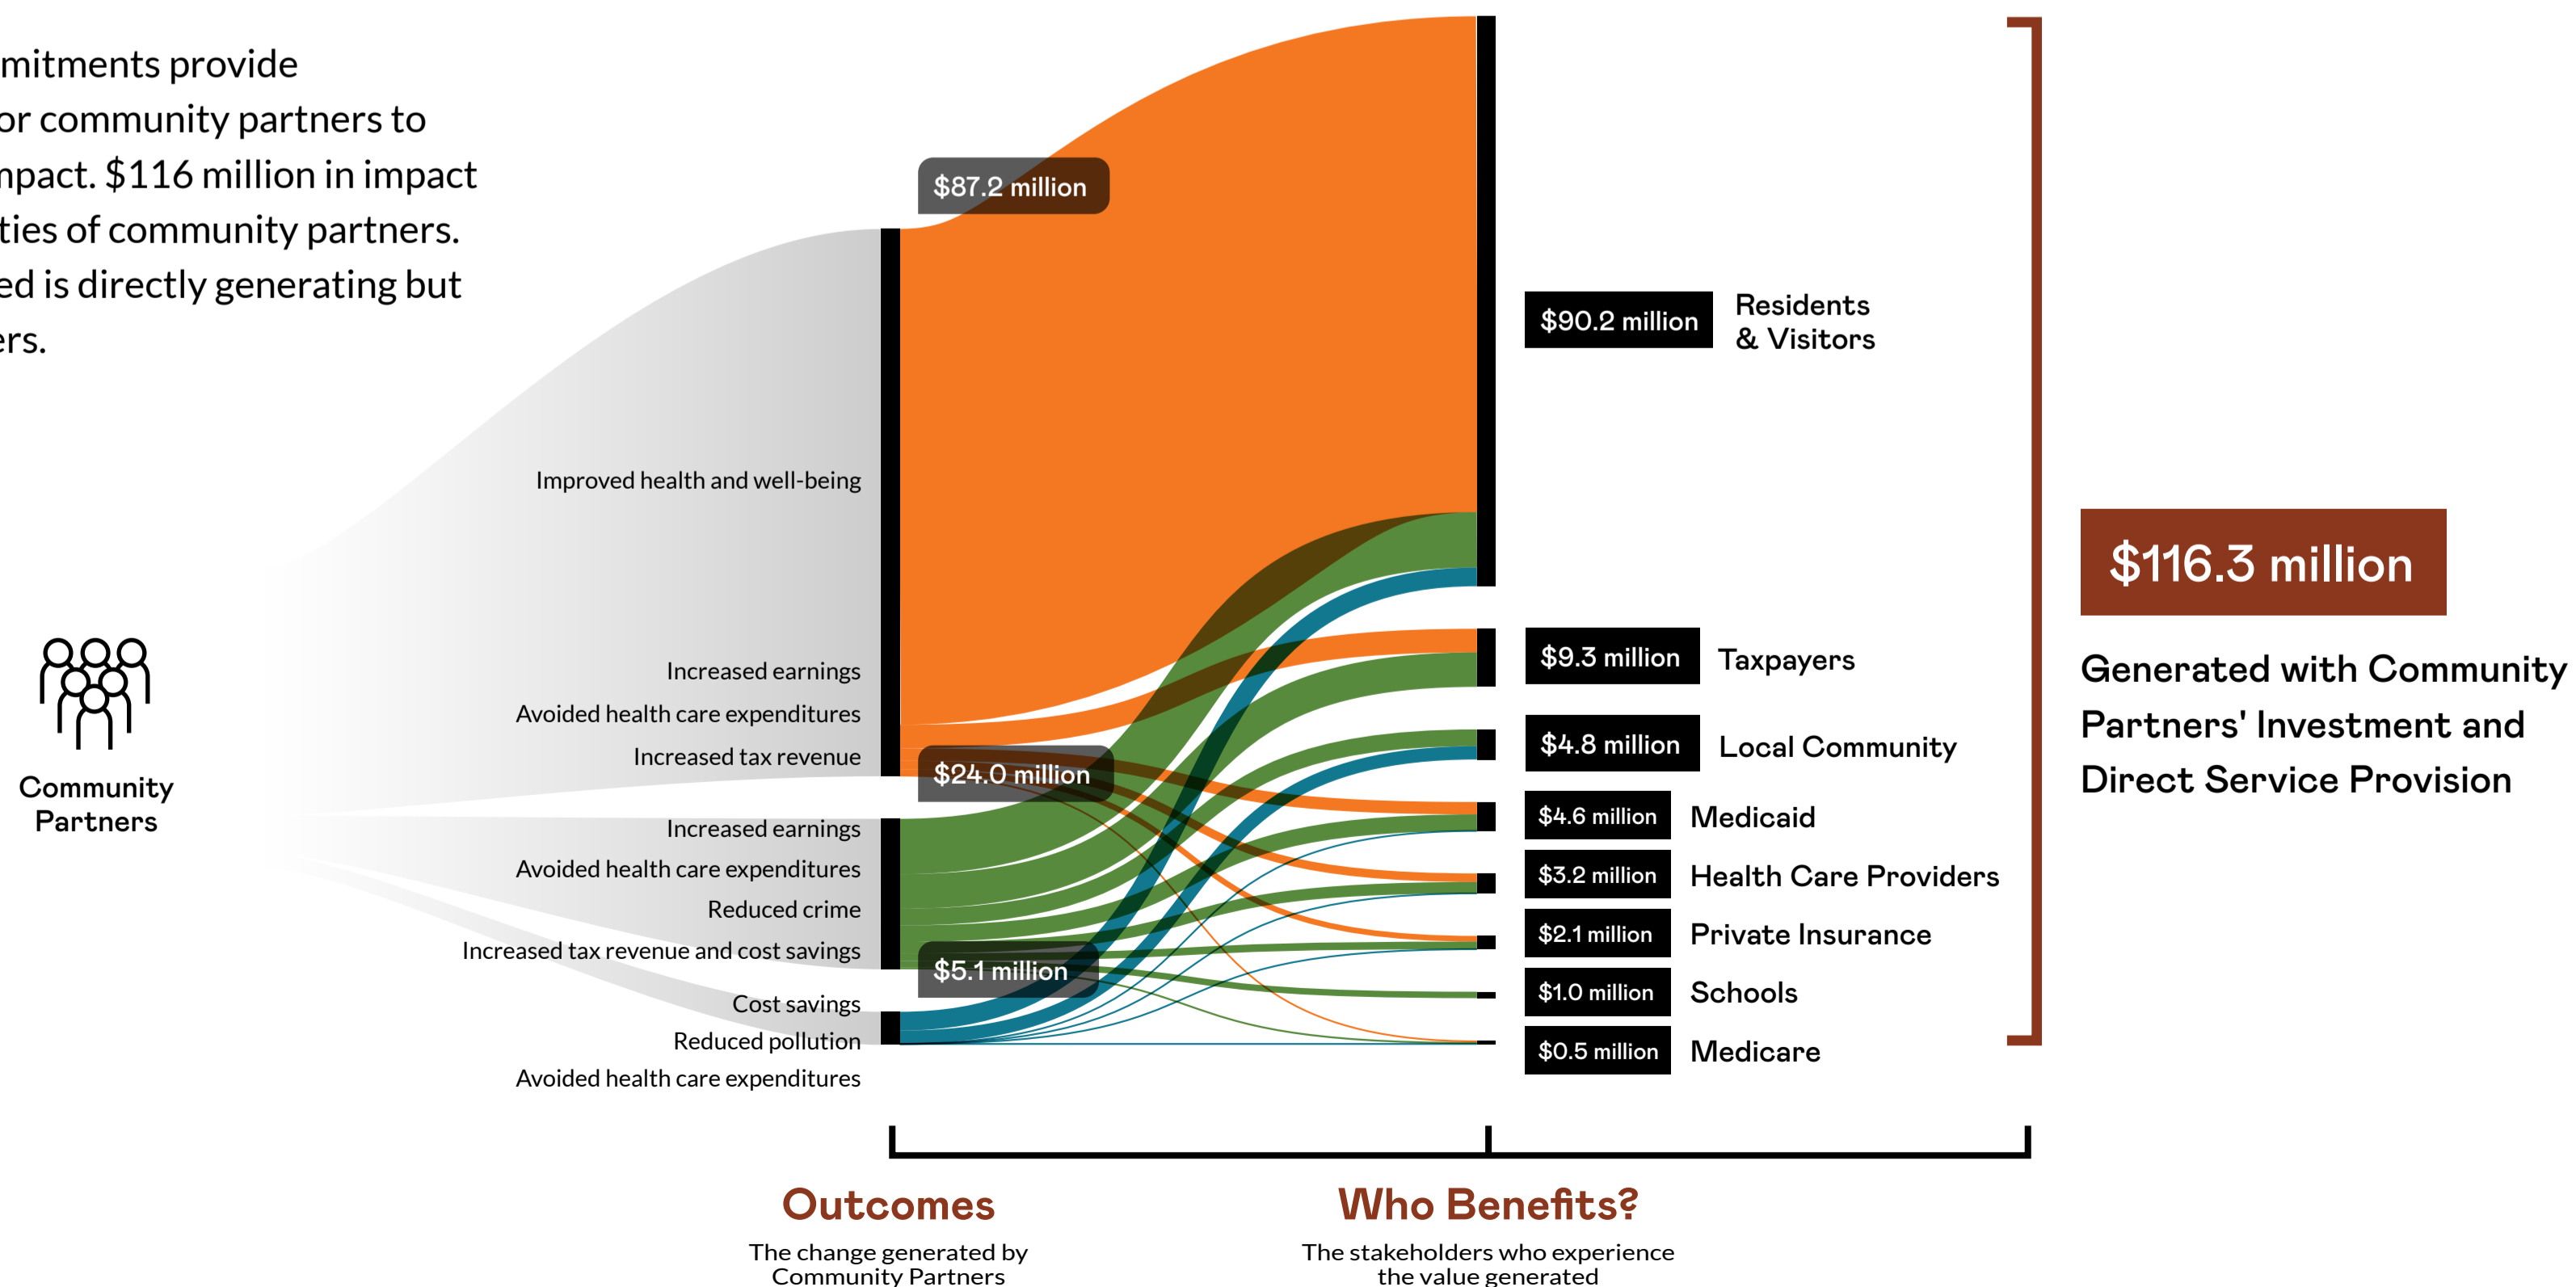 mitments provide
or community partners to
mpact. $116 million in impact
ties of community partners.
ed is directly generating but
ers.
Community
Partners
Improved health and well-being
Increased earnings
Avoided health care expenditures
Increased tax revenue
Increased earnings
Avoided health care expenditures
Reduced crime
Increased tax revenue and cost savings
Cost savings
Reduced pollution
Avoided health care expenditures
$87.2 million
$24.0 million
$5.1 million
$90.2 million
Residents
& Visitors
$9.3 million Taxpayers
$4.8 million Local Community
$4.6 million Medicaid
$3.2 million Health Care Providers
$2.1 million Private Insurance
$1.0 million Schools
$0.5 million Medicare
$116.3 million
Generated with Community
Partners' Investment and
Direct Service Provision
Outcomes
The change generated by
Community Partners
Who Benefits?
The stakeholders who experience
the value generated